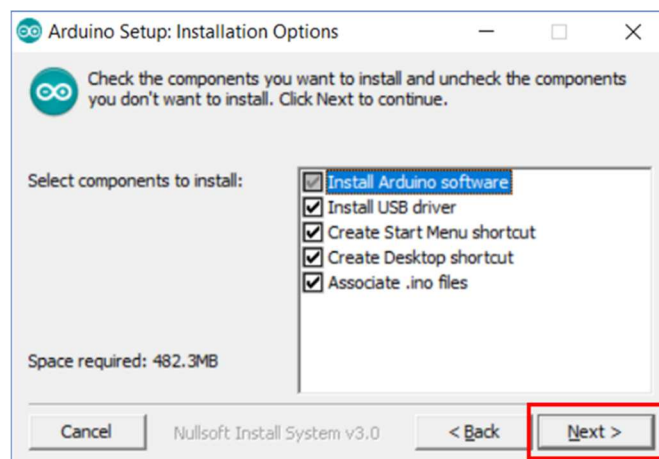 Arduino Setup: Installation Options
Check the components you want to install and uncheck the components
you don't want to install. Click Next to continue.
Select components to install:
Install Arduino software
Install USB driver
Create Start Menu shortcut
Create Desktop shortcut
Associate .ino files
Space required: 482.3MB
Cancel
Nullsoft Install System v3.0
< Back
Next >